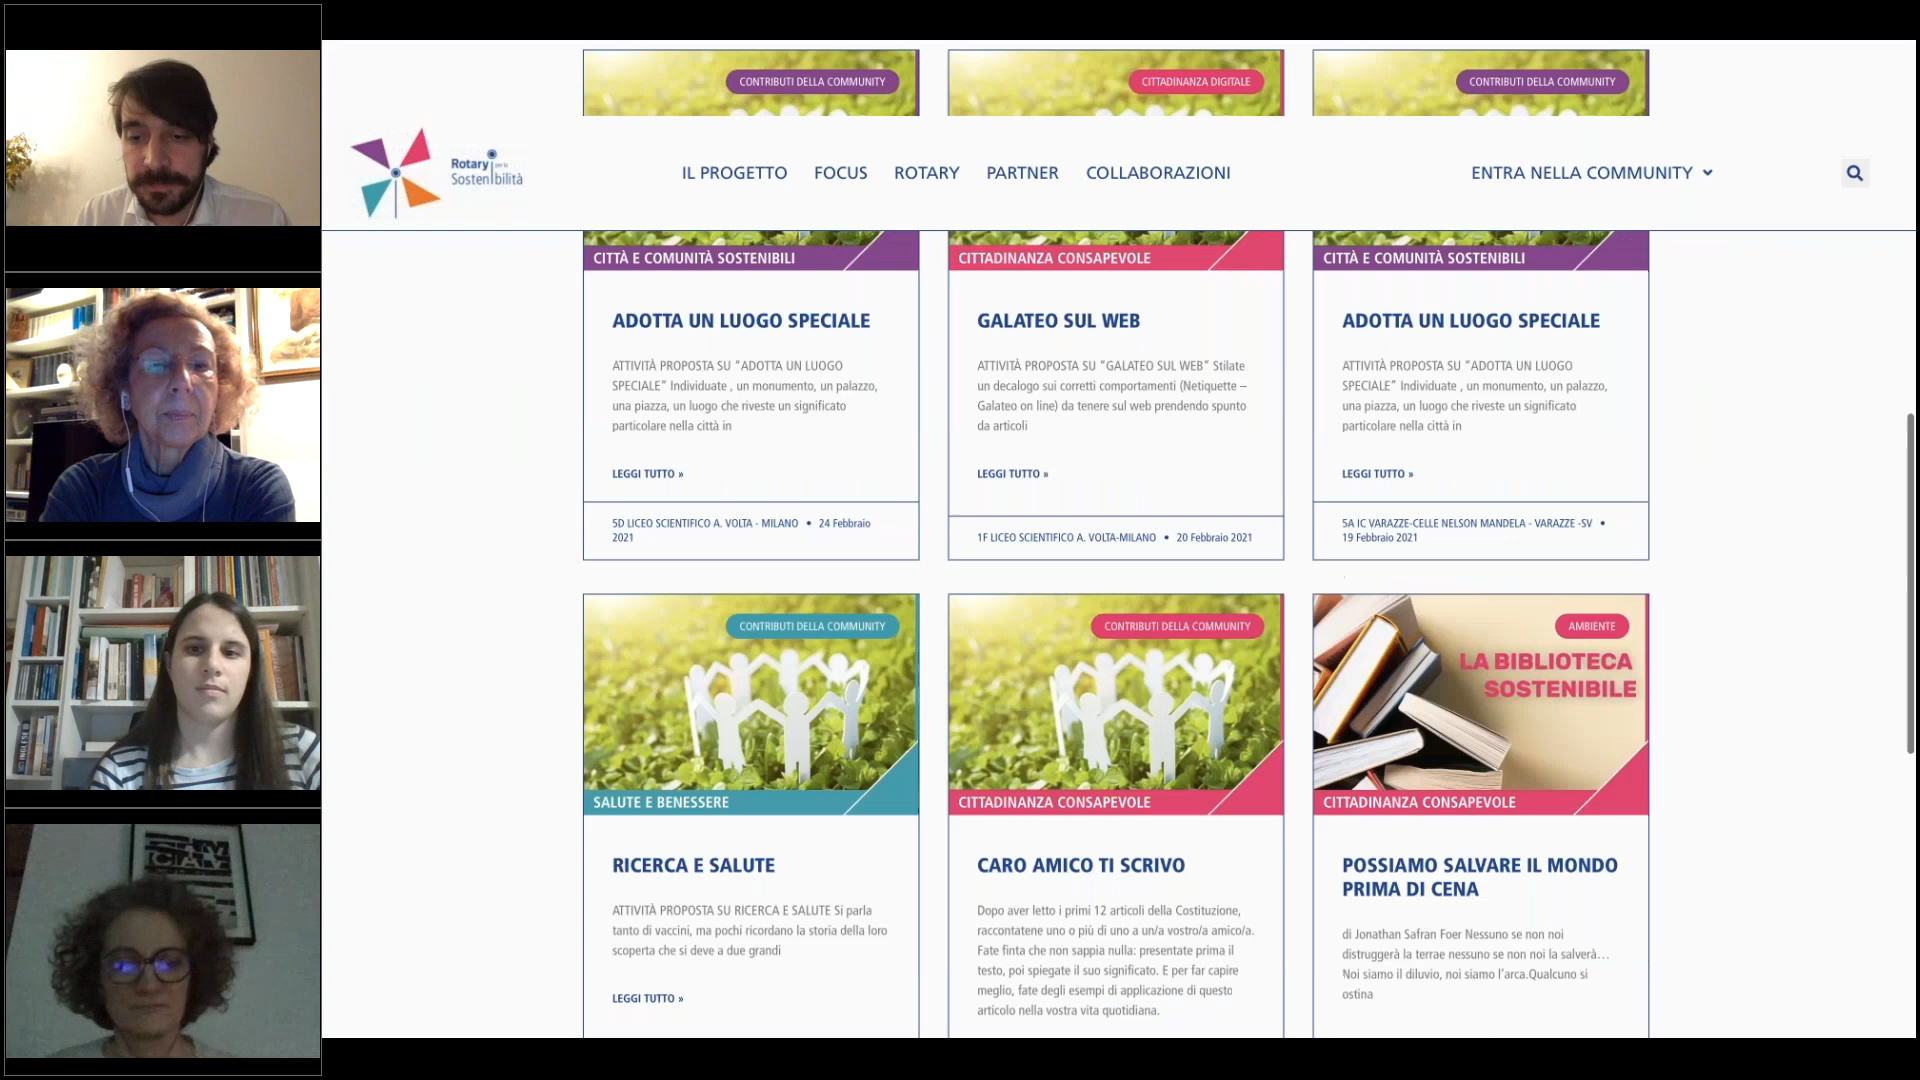 CONTRIBUTI DELLA COMMUNITY
CITTADINANZA DIGITALE
CONTRIBUTI DELLA COMMUNITY
Rotary per la
Sostenibilità
IL PROGETTO FOCUS ROTARY PARTNER COLLABORAZIONI
ENTRA NELLA COMMUNITY
CITTÀ E COMUNITÀ SOSTENIBILI
ADOTTA UN LUOGO SPECIALE
ATTIVITÀ PROPOSTA SU “ADOTTA UN LUOGO
SPECIALE” Individuate , un monumento, un palazzo,
una piazza, un luogo che riveste un significato
particolare nella città in
LEGGI TUTTO »
5D LICEO SCIENTIFICO A. VOLTA - MILANO • 24 Febbraio
2021
CITTADINANZA CONSAPEVOLE
GALATEO SUL WEB
ATTIVITÀ PROPOSTA SU “GALATEO SUL WEB” Stilate
un decalogo sui corretti comportamenti (Netiquette –
Galateo on line) da tenere sul web prendendo spunto
da articoli
LEGGI TUTTO »
1F LICEO SCIENTIFICO A. VOLTA-MILANO • 20 Febbraio 2021
CITTÀ E COMUNITÀ SOSTENIBILI
ADOTTA UN LUOGO SPECIALE
ATTIVITÀ PROPOSTA SU “ADOTTA UN LUOGO
SPECIALE” Individuate , un monumento, un palazzo,
una piazza, un luogo che riveste un significato
particolare nella città in
LEGGI TUTTO »
5A IC VARAZZE-CELLE NELSON MANDELA - VARAZZE -SV •
19 Febbraio 2021
CONTRIBUTI DELLA COMMUNITY
SALUTE E BENESSERE
RICERCA E SALUTE
ATTIVITÀ PROPOSTA SU RICERCA E SALUTE Si parla
tanto di vaccini, ma pochi ricordano la storia della loro
scoperta che si deve a due grandi
LEGGI TUTTO »
CONTRIBUTI DELLA COMMUNITY
CITTADINANZA CONSAPEVOLE
CARO AMICO TI SCRIVO
Dopo aver letto i primi 12 articoli della Costituzione,
raccontatene uno o più di uno a un/a vostro/a amico/a.
Fate finta che non sappia nulla: presentate prima il
testo, poi spiegate il suo significato. E per far capire
meglio, fate degli esempi di applicazione di questo
articolo nella vostra vita quotidiana.
AMBIENTE
LA BIBLIOTECA
SOSTENIBILE
CITTADINANZA CONSAPEVOLE
POSSIAMO SALVARE IL MONDO
PRIMA DI CENA
di Jonathan Safran Foer Nessuno se non noi
distruggerà la terrae nessuno se non noi la salverà…
Noi siamo il diluvio, noi siamo l’arca.Qualcuno si
ostina